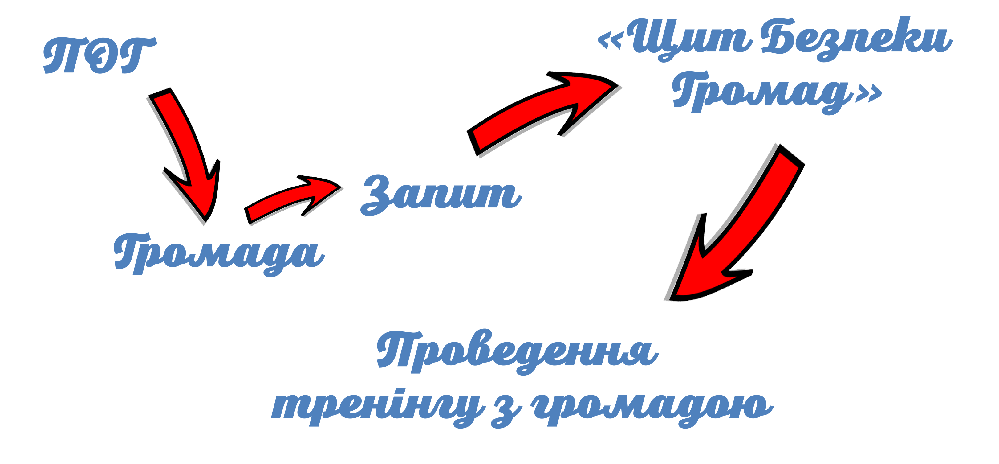 ПОГ
Громада
Запит
«Щит Безпеки
Громад»
Проведення
тренінгу з громадою